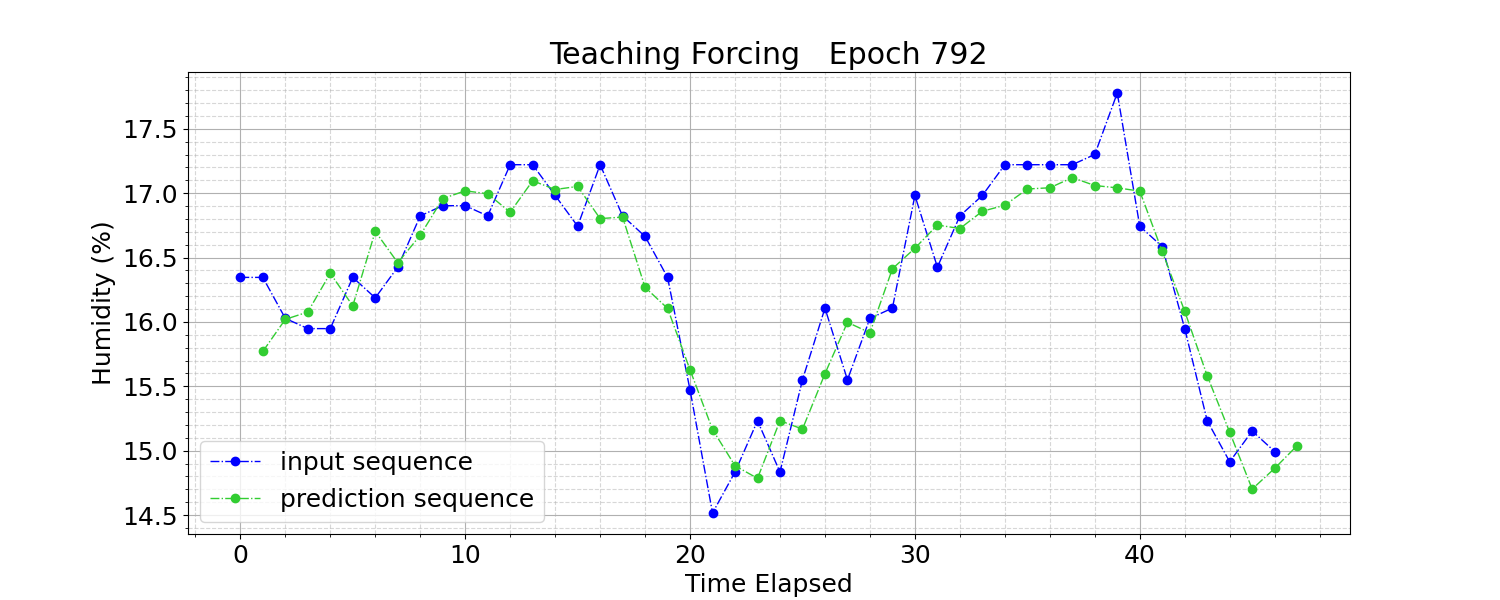 Teaching Forcing   Epoch 792
17.5
17.0
16.5
16.0
15.5
15.0
14.5
Humidity (%)
input sequence
prediction sequence
0 10 20 30 40
Time Elapsed